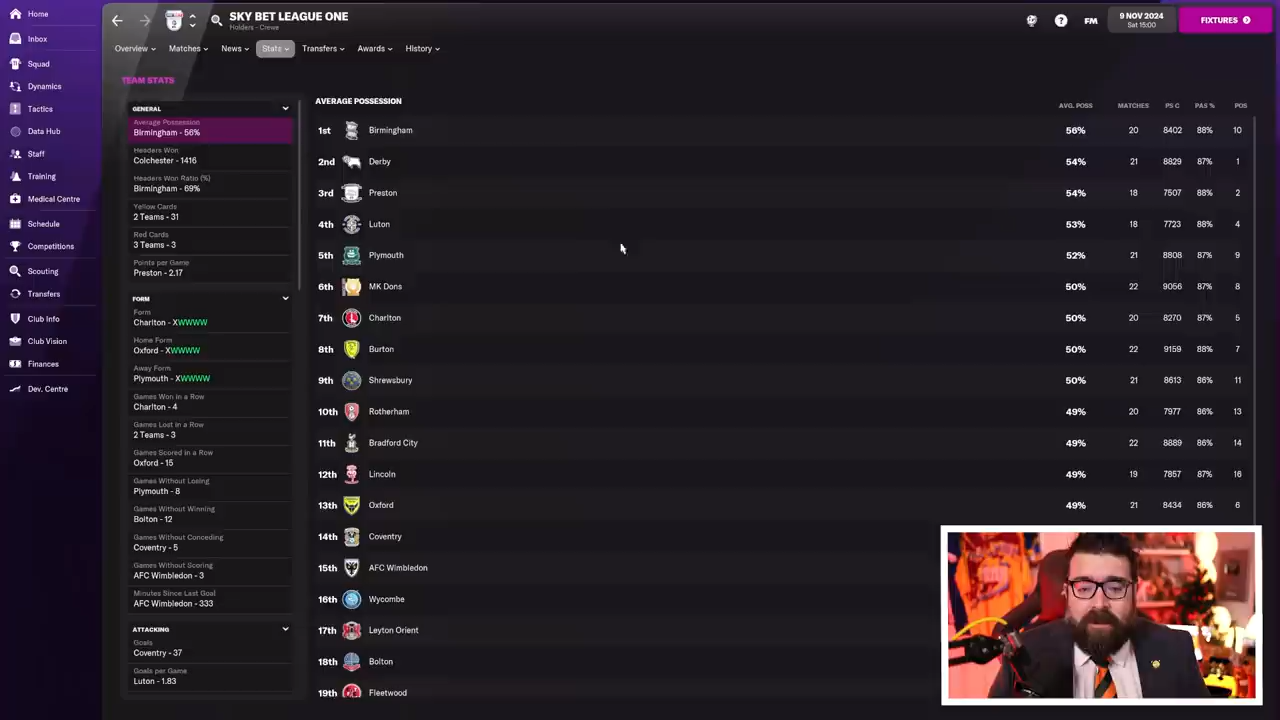 Home
Inbox
Squad
Dynamics
Tactics
Data Hub
Staff
Training
Medical Centre
Schedule
Competitions
Scouting
Transfers
Club Info
Club Vision
Finances
Dev. Centre
SKY BET LEAGUE ONE
Holders - Crewe
FM
9 NOV 2024
Sat 15:00
FIXTURES
Overview
Matches
News
Stats
Transfers
Awards
History
TEAM STATS
GENERAL
Average Possession
Birmingham - 56%
Headers Won
Colchester - 1416
Headers Won Ratio (%)
Birmingham - 69%
Yellow Cards
2 Teams - 31
Red Cards
3 Teams - 3
Points per Game
Preston - 2.17
FORM
Form
Charlton - XWWWW
Home Form
Oxford - XWWWW
Away Form
Plymouth - XWWWW
Games Won in a Row
Charlton - 4
Games Lost in a Row
2 Teams - 3
Games Scored in a Row
Oxford - 15
Games Without Losing
Plymouth - 8
Games Without Winning
Bolton - 12
Games Without Conceding
Coventry - 5
Games Without Scoring
AFC Wimbledon - 3
Minutes Since Last Goal
AFC Wimbledon - 333
ATTACKING
Goals
Coventry - 37
Goals per Game
Luton - 1.83
AVERAGE POSSESSION
AVG. POSS MATCHES PS C PAS % POS
1st Birmingham 56% 20 8402 88% 10
2nd Derby 54% 21 8829 87% 1
3rd Preston 54% 18 7507 88% 2
4th Luton 53% 18 7723 88% 4
5th Plymouth 52% 21 8808 87% 9
6th MK Dons 50% 22 9056 87% 8
7th Charlton 50% 20 8270 87% 5
8th Burton 50% 22 9159 88% 7
9th Shrewsbury 50% 21 8613 86% 11
10th Rotherham 49% 20 7977 86% 13
11th Bradford City 49% 22 8889 86% 14
12th Lincoln 49% 19 7857 87% 16
13th Oxford 49% 21 8434 86% 6
14th Coventry
15th AFC Wimbledon
16th Wycombe
17th Leyton Orient
18th Bolton
19th Fleetwood